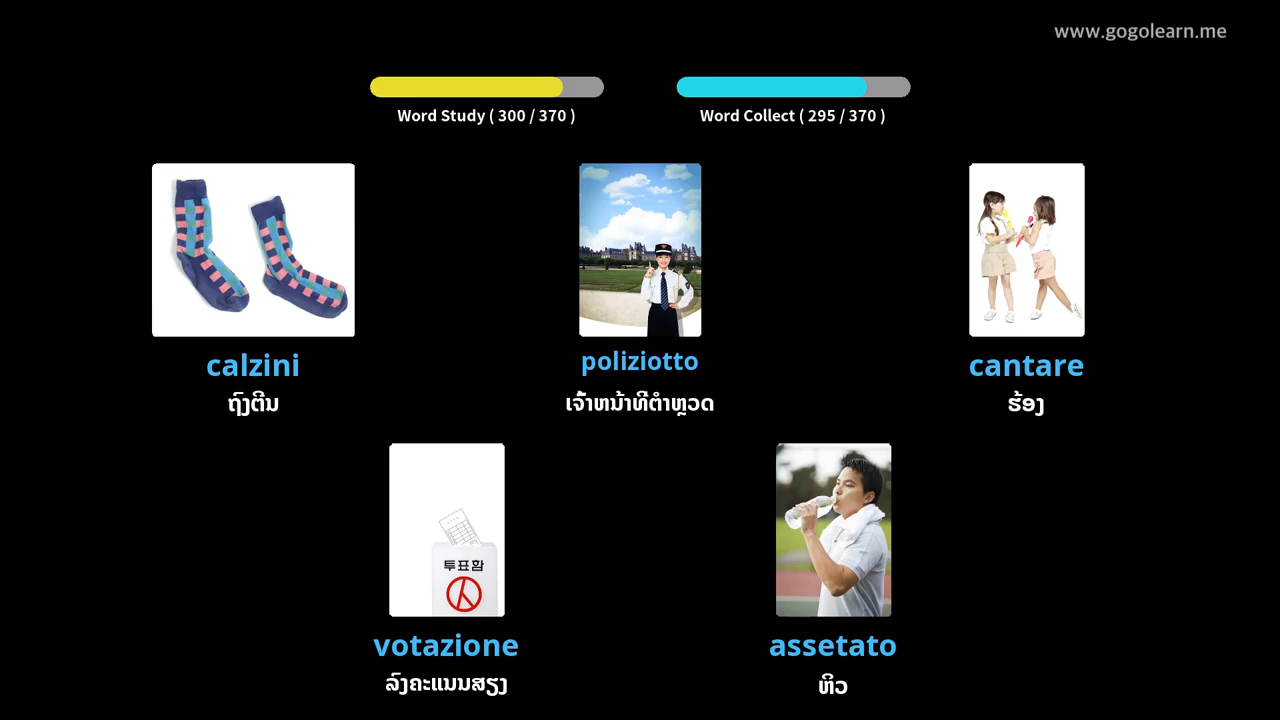 www.gogolearn.me
Word Study ( 300 / 370 )
Word Collect ( 295 / 370 )
calzini
ຖົງຕີນ
poliziotto
ເຈົ້າຫນ້າທີ່ຕໍາຫຼວດ
cantare
ຮ້ອງ
투표함
votazione
ລົງຄະແນນສຽງ
assetato
ຫິວ